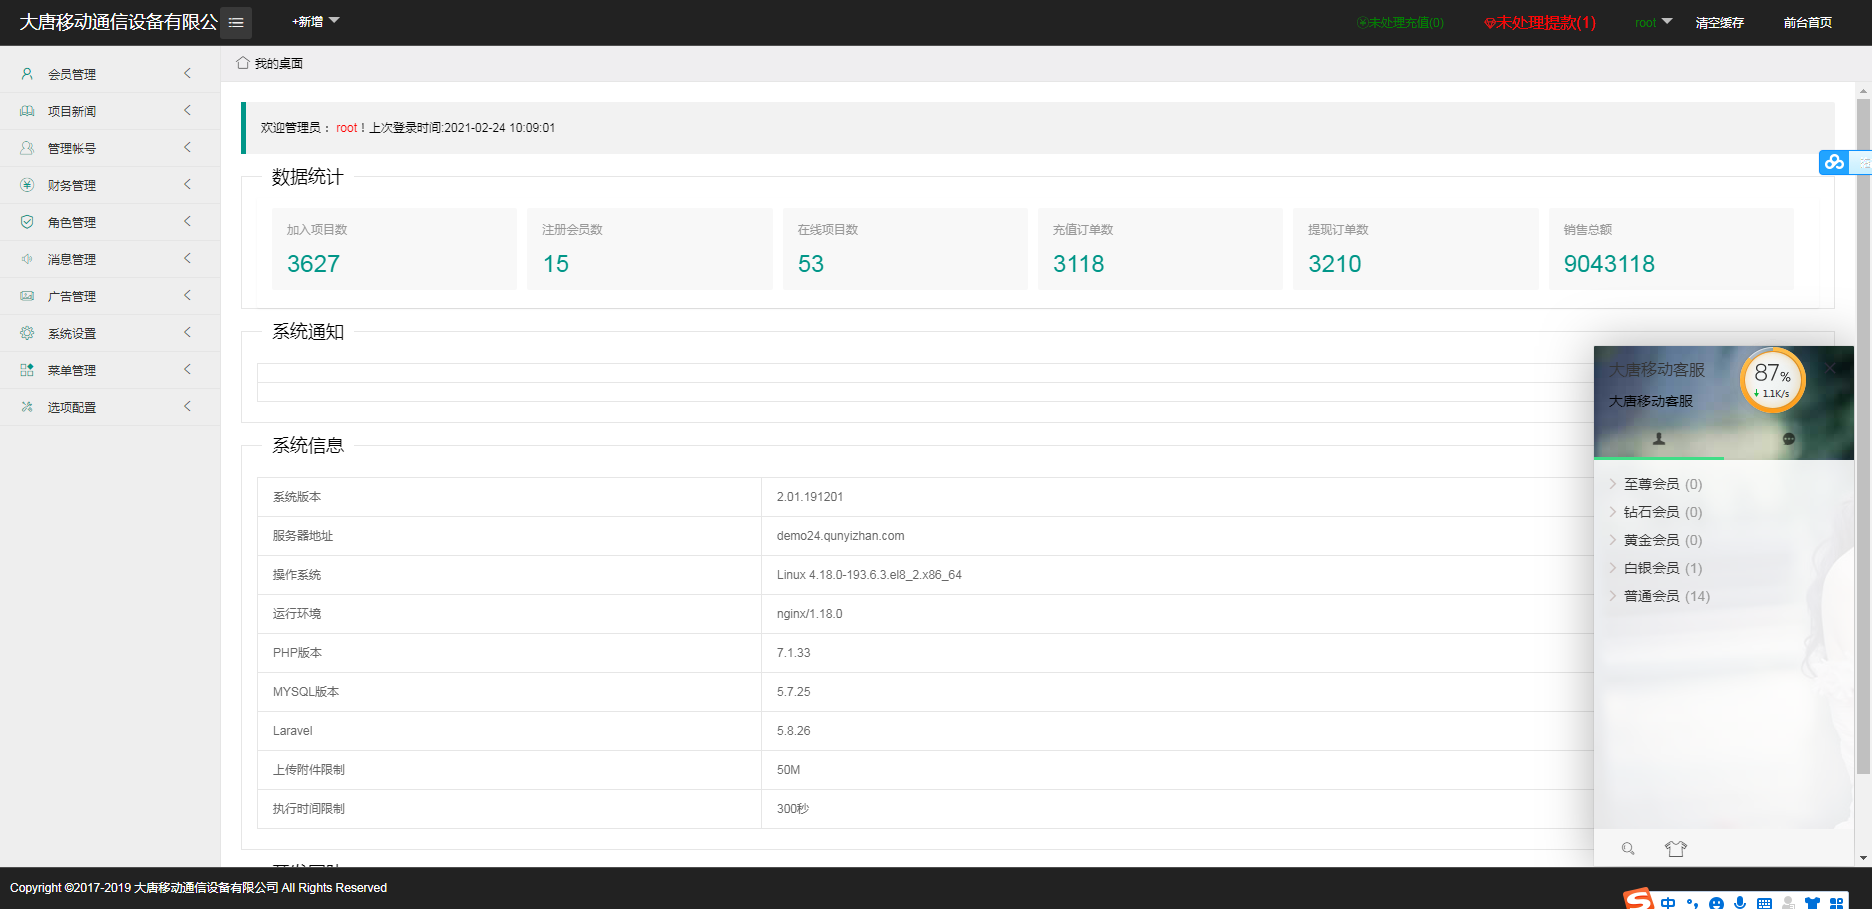 大唐移动通信设备有限公
+新增
未处理充值(0)
未处理提款(1)
root
清空缓存
前台首页
会员管理
项目新闻
管理帐号
财务管理
角色管理
消息管理
广告管理
系统设置
菜单管理
选项配置
我的桌面
欢迎管理员： root！上次登录时间:2021-02-24 10:09:01
数据统计
加入项目数
3627
注册会员数
15
在线项目数
53
充值订单数
3118
提现订单数
3210
销售总额
9043118
系统通知
系统信息
系统版本 2.01.191201
服务器地址 demo24.qunyizhan.com
操作系统 Linux 4.18.0-193.6.3.el8_2.x86_64
运行环境 nginx/1.18.0
PHP版本 7.1.33
MYSQL版本 5.7.25
Laravel 5.8.26
上传附件限制 50M
执行时间限制 300秒
大唐移动客服
大唐移动客服
87%
1.1K/s
至尊会员 (0)
钻石会员 (0)
黄金会员 (0)
白银会员 (1)
普通会员 (14)
Copyright ©2017-2019 大唐移动通信设备有限公司 All Rights Reserved
中